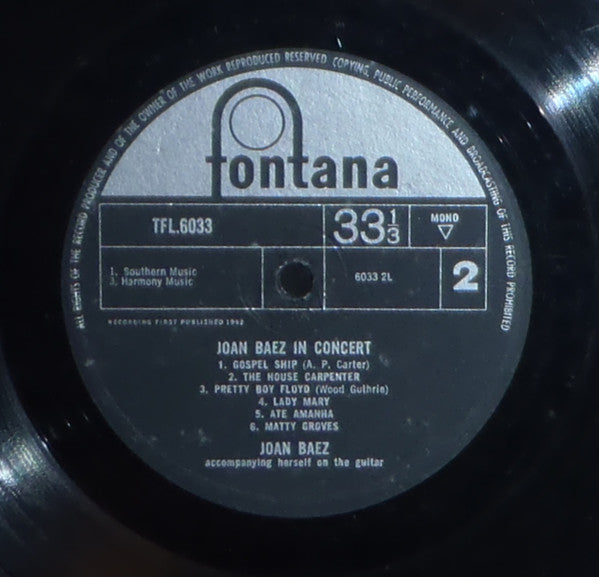 ALL RIGHTS OF THE RECORD PRODUCER AND OF THE OWNER OF THE WORK REPRODUCED RESERVED COPYING, PUBLIC PERFORMANCE AND BROADCASTING OF THIS RECORD PROHIBITED
fontana
TFL.6033
33 1/3
MONO
1. Southern Music
3. Harmony Music
6033 2L
2
RECORDING FIRST PUBLISHED 1962
JOAN BAEZ IN CONCERT
1. GOSPEL SHIP (A. P. Carter)
2. THE HOUSE CARPENTER
3. PRETTY BOY FLOYD (Wood Guthrie)
4. LADY MARY
5. ATE AMANHA
6. MATTY GROVES
JOAN BAEZ
accompanying herself on the guitar